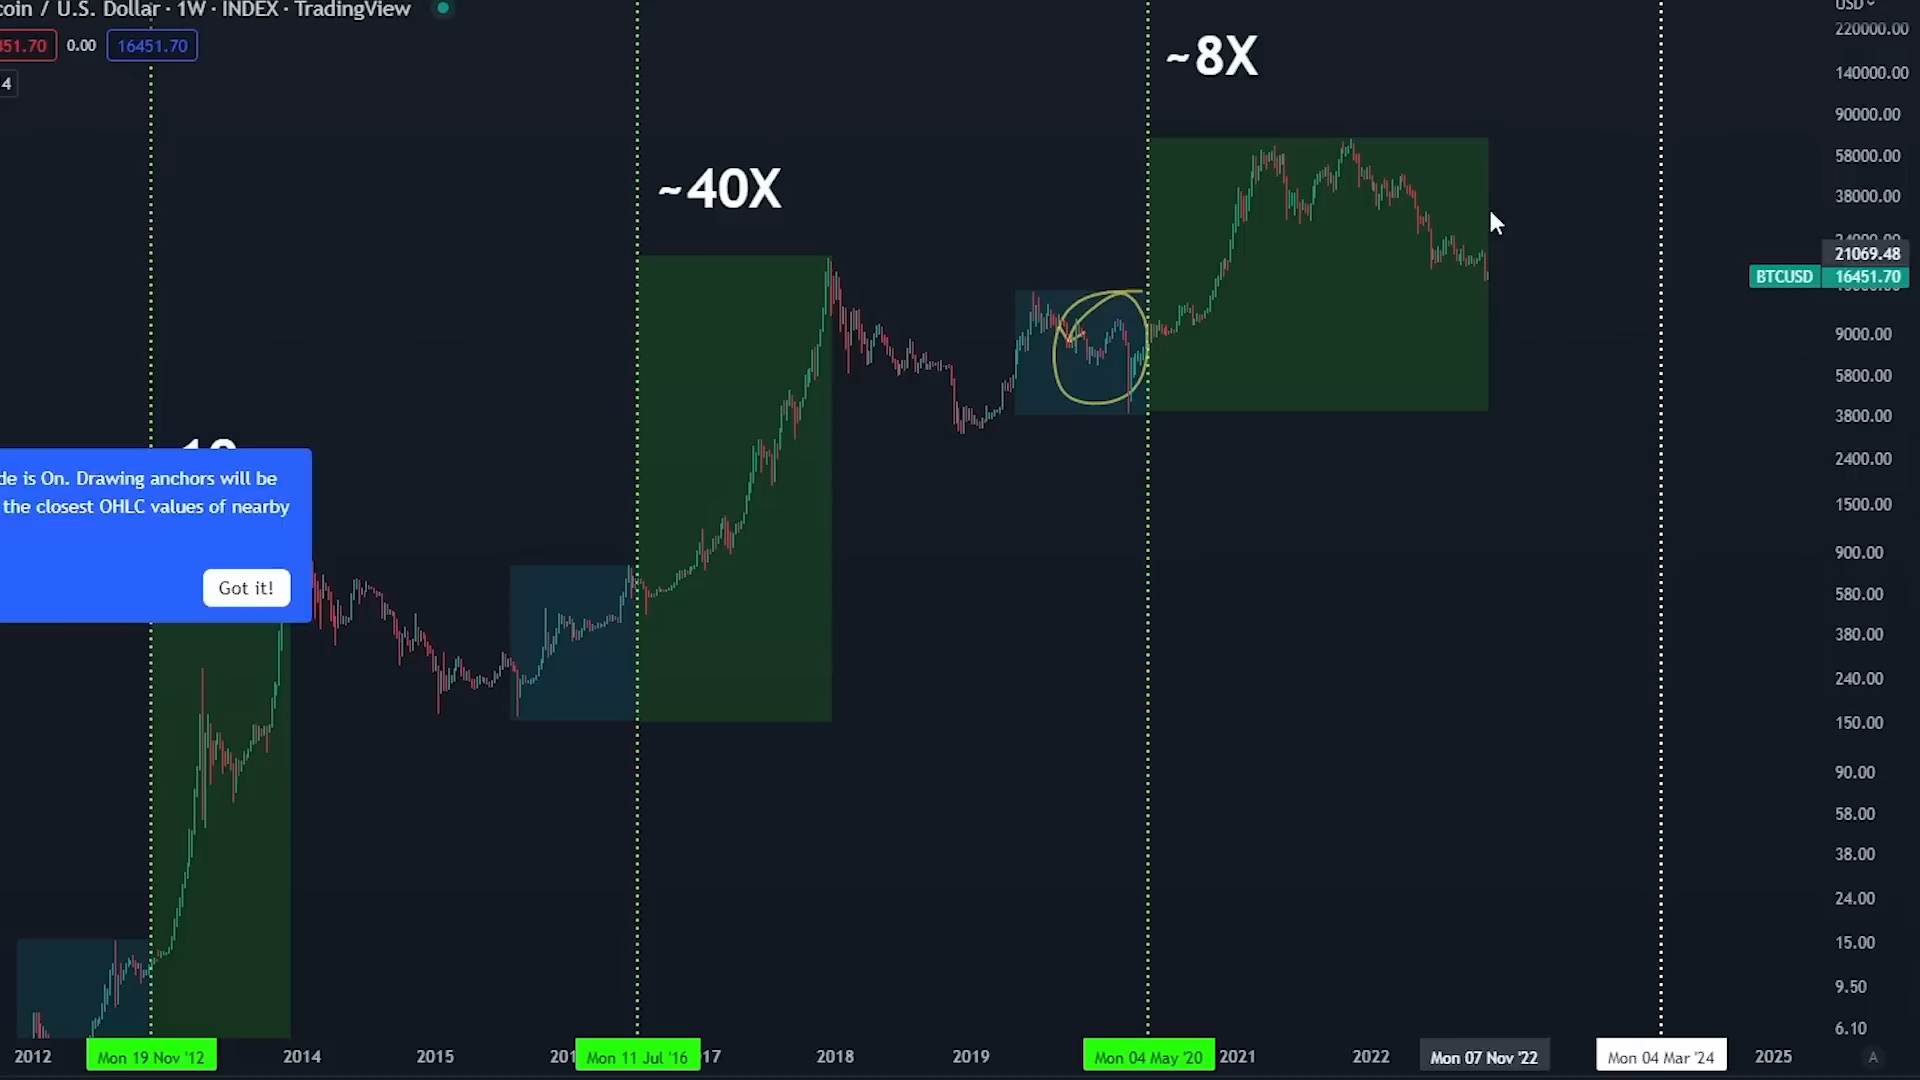 coin / U.S. Dollar · 1W · INDEX · TradingView
USD
451.70 0.00 16451.70
4
~8X
~40X
220000.00
140000.00
90000.00
58000.00
38000.00
21069.48
BTCUSD 16451.70
9000.00
5800.00
3800.00
2400.00
1500.00
900.00
580.00
380.00
240.00
150.00
90.00
58.00
38.00
24.00
15.00
9.50
6.10
de is On. Drawing anchors will be
the closest OHLC values of nearby
Got it!
2012 Mon 19 Nov '12 2014 2015 201 Mon 11 Jul '16 17 2018 2019 Mon 04 May '20 2021 2022 Mon 07 Nov '22 Mon 04 Mar '24 2025 A